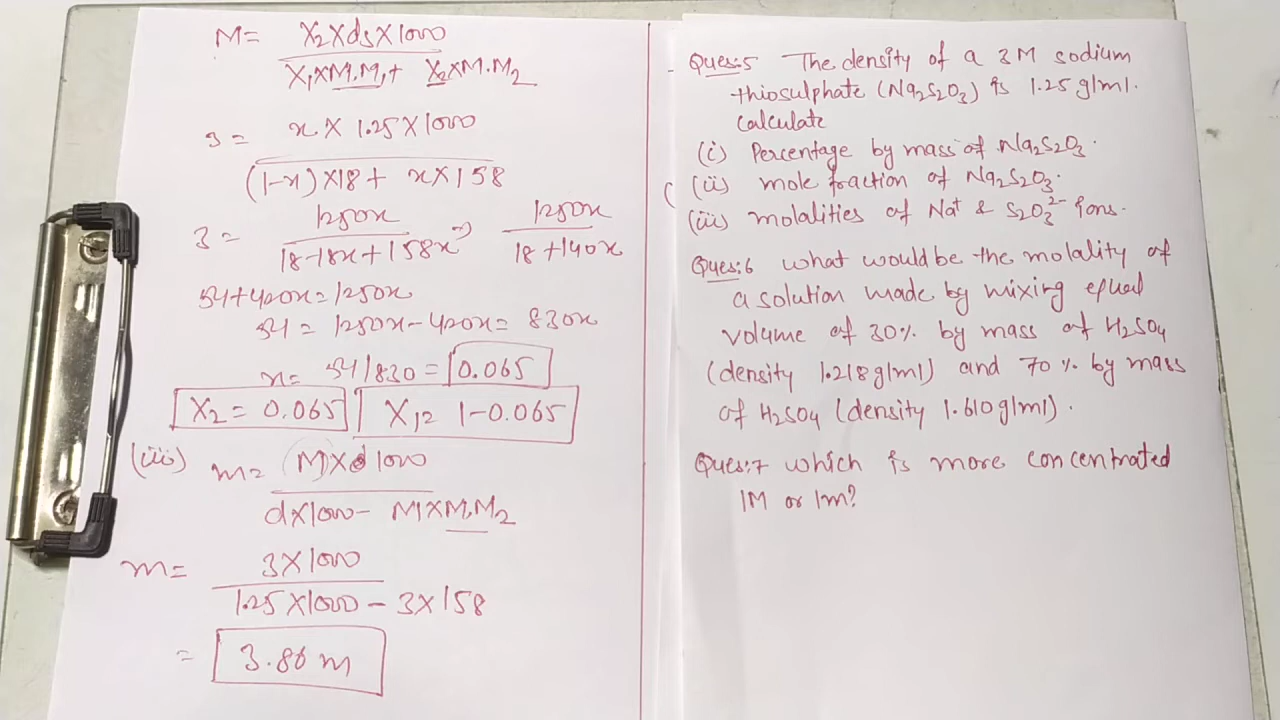 M = X₂ × ds × 1000
X₁ × M.M₁ + X₂ × M.M₂
3 = x × 1.25 × 1000
(1-x) × 18 + x × 158
3 = 1250x ⇒ 1250x
18-18x+158x 18+140x
54+420x = 1250x
54 = 1250x - 420x = 830x
x = 54/830 = 0.065
X₂ = 0.065 X₁ = 1-0.065
(iii) m = M × 1000
d×1000 - M × M.M₂
m = 3×1000
1.25×1000 - 3×158
= 3.86 m
Ques:5 The density of a 3M sodium
thiosulphate (Na2S2O3) is 1.25 g/ml.
Calculate
(i) Percentage by mass of Na2S2O3.
(ii) mole fraction of Na2S2O3.
(iii) molalities of Na⁺ & S2O3²⁻ ions.
Ques:6 what would be the molality of
a solution made by mixing equal
volume of 30% by mass of H2SO4
(density 1.218 g/ml) and 70% by mass
of H2SO4 (density 1.610 g/ml).
Ques:7 which is more concentrated
1M or 1m?